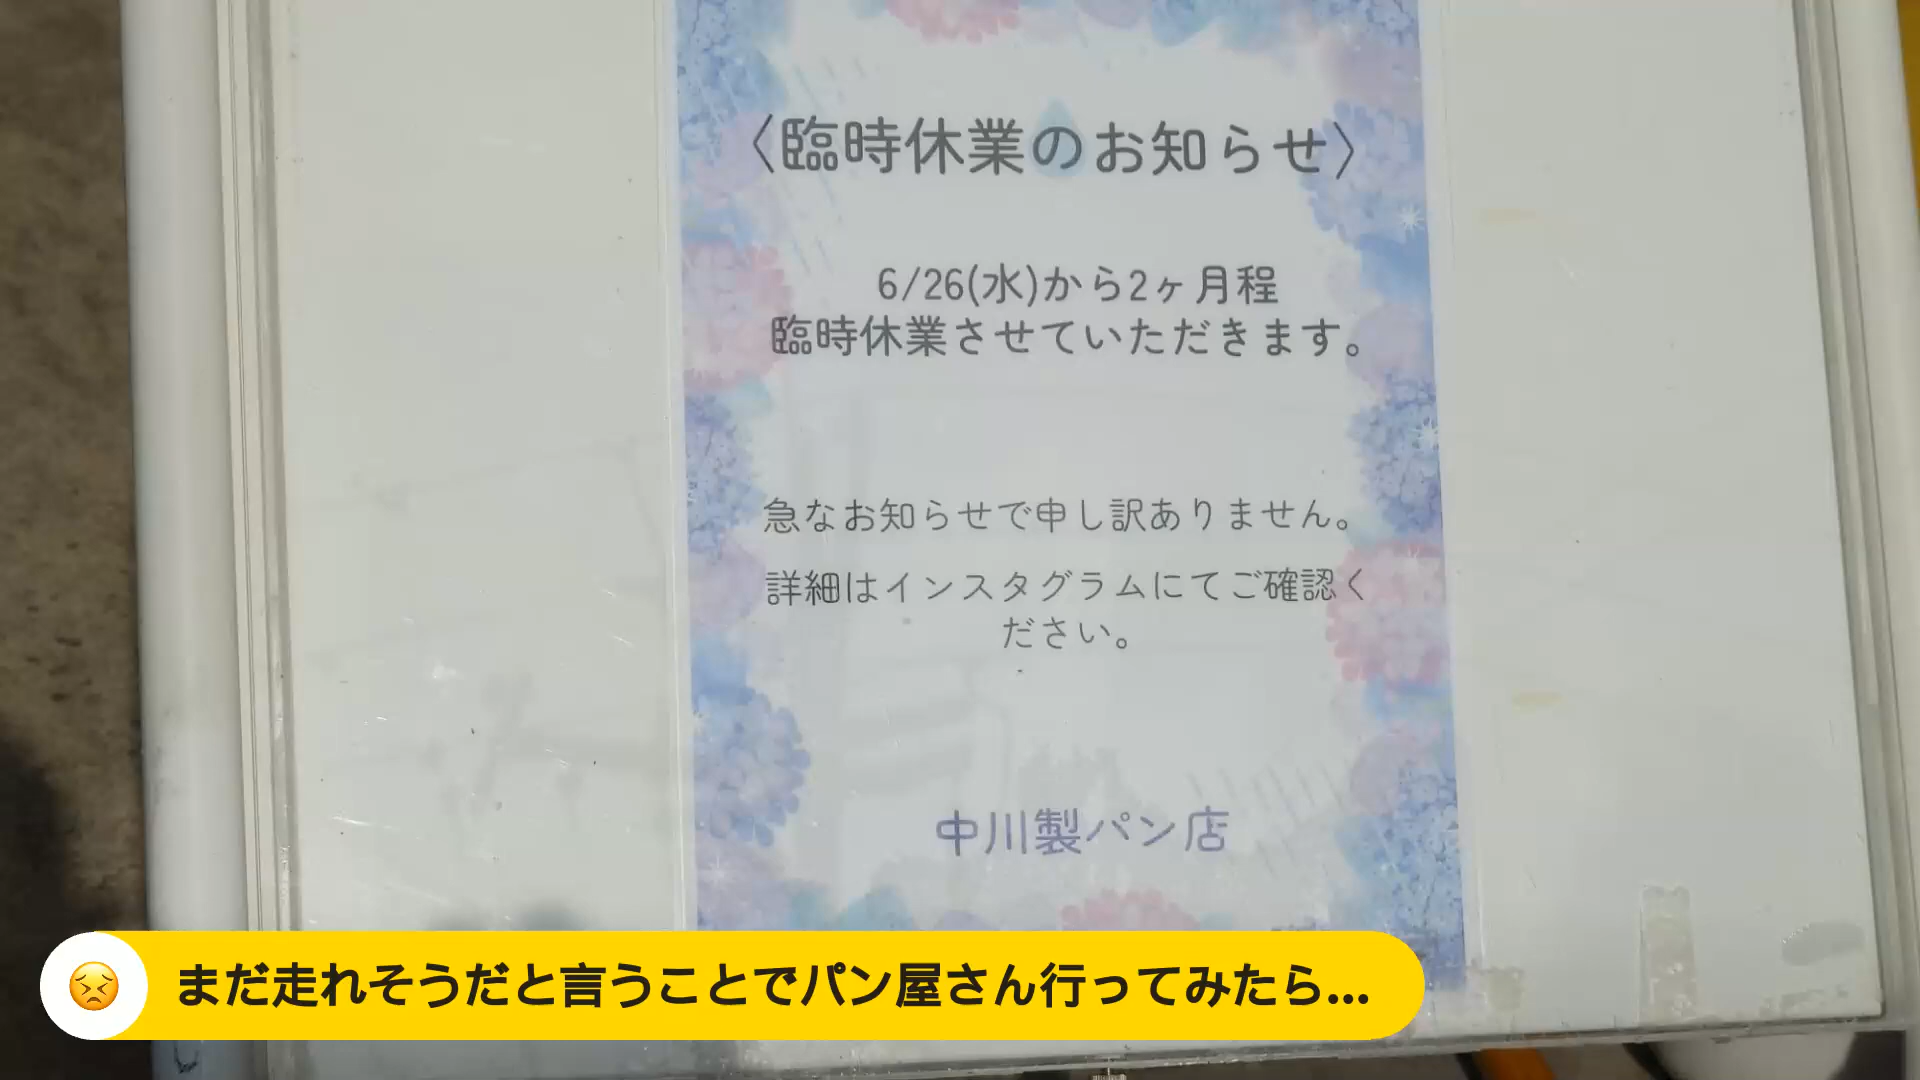 〈臨時休業のお知らせ〉
6/26(水)から2ヶ月程
臨時休業させていただきます。
急なお知らせで申し訳ありません。
詳細はインスタグラムにてご確認く
ださい。
中川製パン店
まだ走れそうだと言うことでパン屋さん行ってみたら...